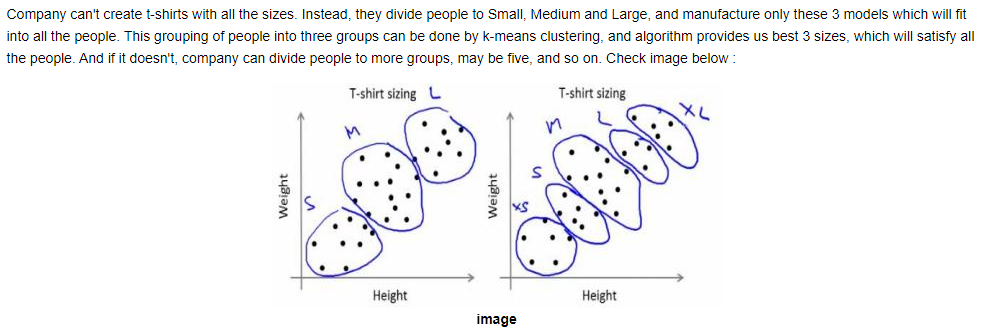 Company can't create t-shirts with all the sizes. Instead, they divide people to Small, Medium and Large, and manufacture only these 3 models which will fit
into all the people. This grouping of people into three groups can be done by k-means clustering, and algorithm provides us best 3 sizes, which will satisfy all
the people. And if it doesn't, company can divide people to more groups, may be five, and so on. Check image below :
T-shirt sizing L
M
S
Weight
Height
T-shirt sizing
XL
L
M
S
XS
Weight
Height
image